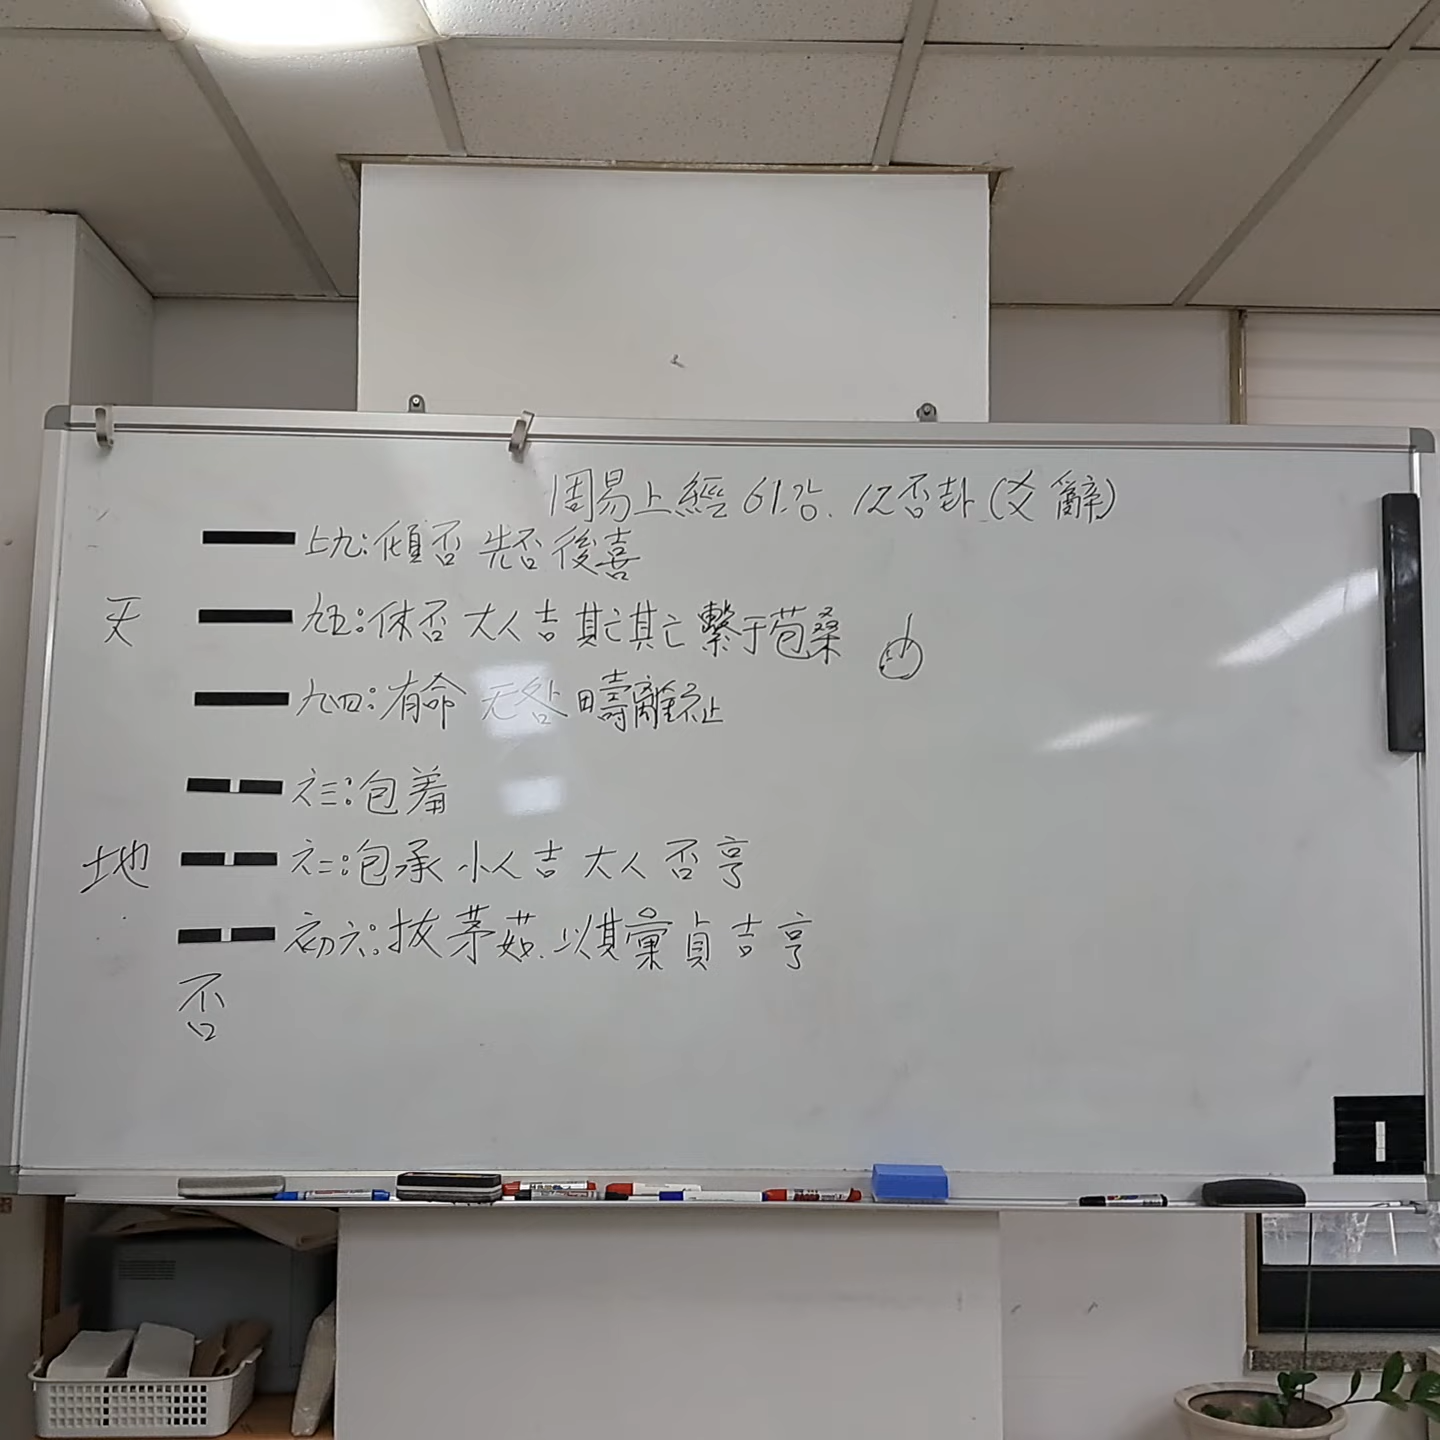 周易上經 61강. 12否卦 (爻辭)
上九:傾否 先否 後喜
天
九五:休否 大人吉 其亡其亡 繫于苞桑
九四:有命 无咎 疇離祉
六三:包羞
地
六二:包承 小人吉 大人 否亨
初六:拔茅茹. 以其彙 貞吉亨
否